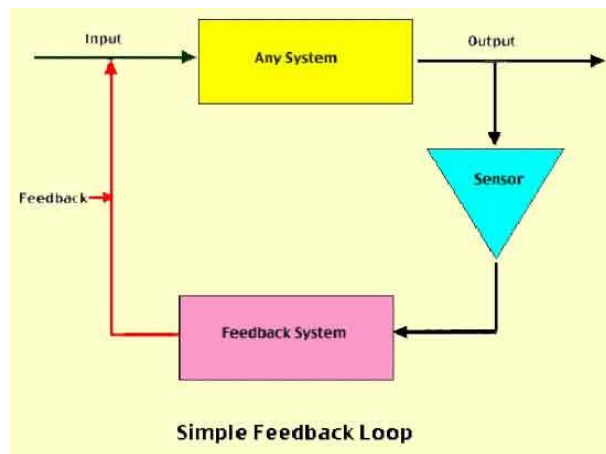 Input
Any System
Output
Sensor
Feedback
Feedback System
Simple Feedback Loop